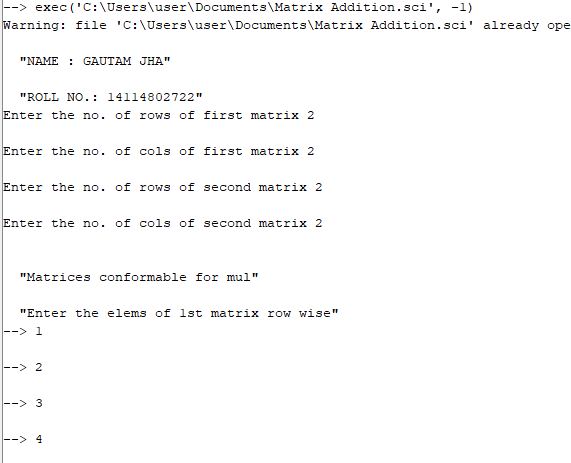 --> exec('C:\Users\user\Documents\Matrix Addition.sci', -1)
Warning: file 'C:\Users\user\Documents\Matrix Addition.sci' already ope
"NAME : GAUTAM JHA"
"ROLL NO.: 14114802722"
Enter the no. of rows of first matrix 2
Enter the no. of cols of first matrix 2
Enter the no. of rows of second matrix 2
Enter the no. of cols of second matrix 2
"Matrices conformable for mul"
"Enter the elems of 1st matrix row wise"
--> 1
--> 2
--> 3
--> 4